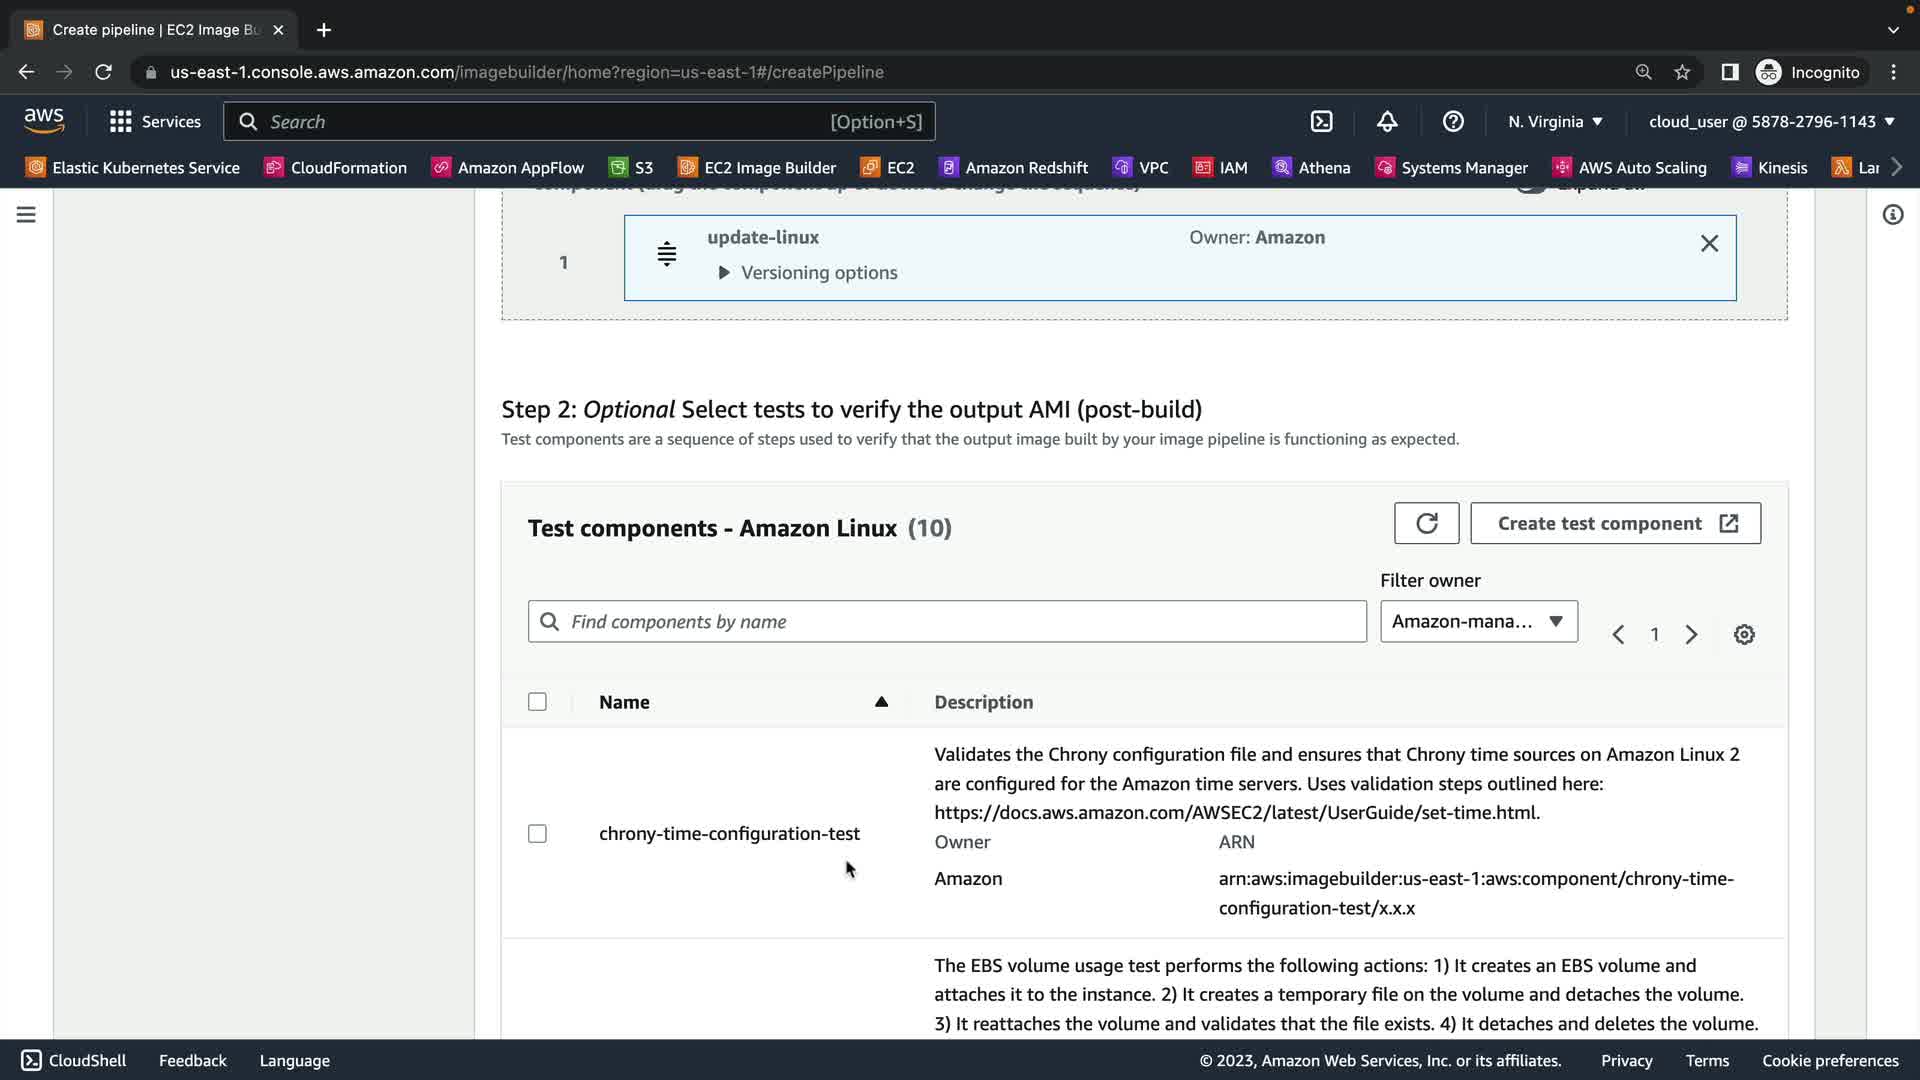 Create pipeline | EC2 Image Bu
us-east-1.console.aws.amazon.com/imagebuilder/home?region=us-east-1#/createPipeline
Incognito
aws
Services
Search
[Option+S]
N. Virginia
cloud_user @ 5878-2796-1143
Elastic Kubernetes Service
CloudFormation
Amazon AppFlow
S3
EC2 Image Builder
EC2
Amazon Redshift
VPC
IAM
Athena
Systems Manager
AWS Auto Scaling
Kinesis
Lar
1
update-linux
Owner: Amazon
Versioning options
Step 2: Optional Select tests to verify the output AMI (post-build)
Test components are a sequence of steps used to verify that the output image built by your image pipeline is functioning as expected.
Test components - Amazon Linux (10)
Create test component
Filter owner
Find components by name
Amazon-mana...
1
Name
Description
chrony-time-configuration-test
Validates the Chrony configuration file and ensures that Chrony time sources on Amazon Linux 2
are configured for the Amazon time servers. Uses validation steps outlined here:
https://docs.aws.amazon.com/AWSEC2/latest/UserGuide/set-time.html.
Owner
ARN
Amazon
arn:aws:imagebuilder:us-east-1:aws:component/chrony-time-
configuration-test/x.x.x
The EBS volume usage test performs the following actions: 1) It creates an EBS volume and
attaches it to the instance. 2) It creates a temporary file on the volume and detaches the volume.
3) It reattaches the volume and validates that the file exists. 4) It detaches and deletes the volume.
CloudShell
Feedback
Language
© 2023, Amazon Web Services, Inc. or its affiliates.
Privacy
Terms
Cookie preferences